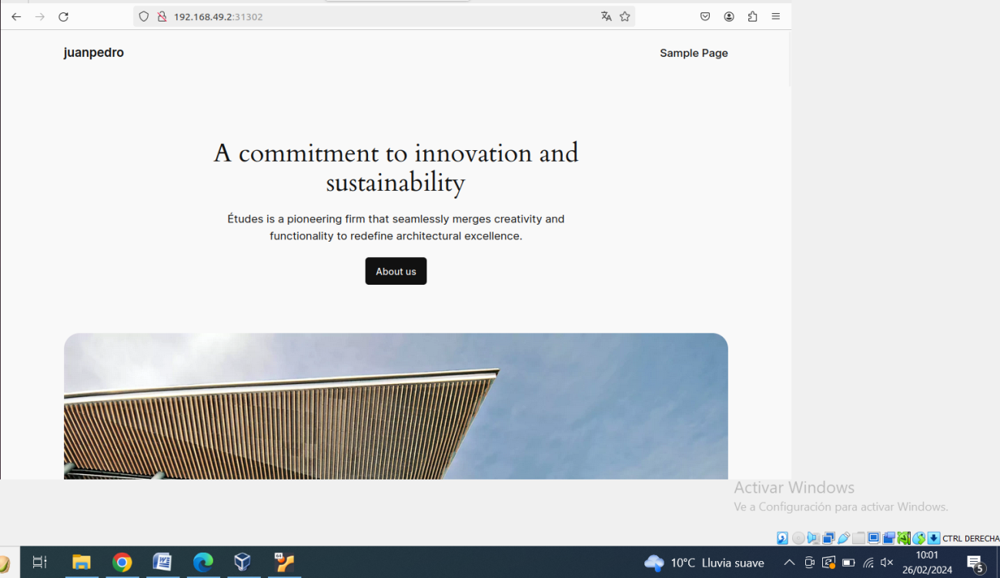 192.168.49.2:31302
juanpedro
Sample Page
A commitment to innovation and
sustainability
Études is a pioneering firm that seamlessly merges creativity and
functionality to redefine architectural excellence.
About us
Activar Windows
Ve a Configuración para activar Windows.
CTRL DERECHA
64
10°C Lluvia suave
10:01
26/02/2024
5